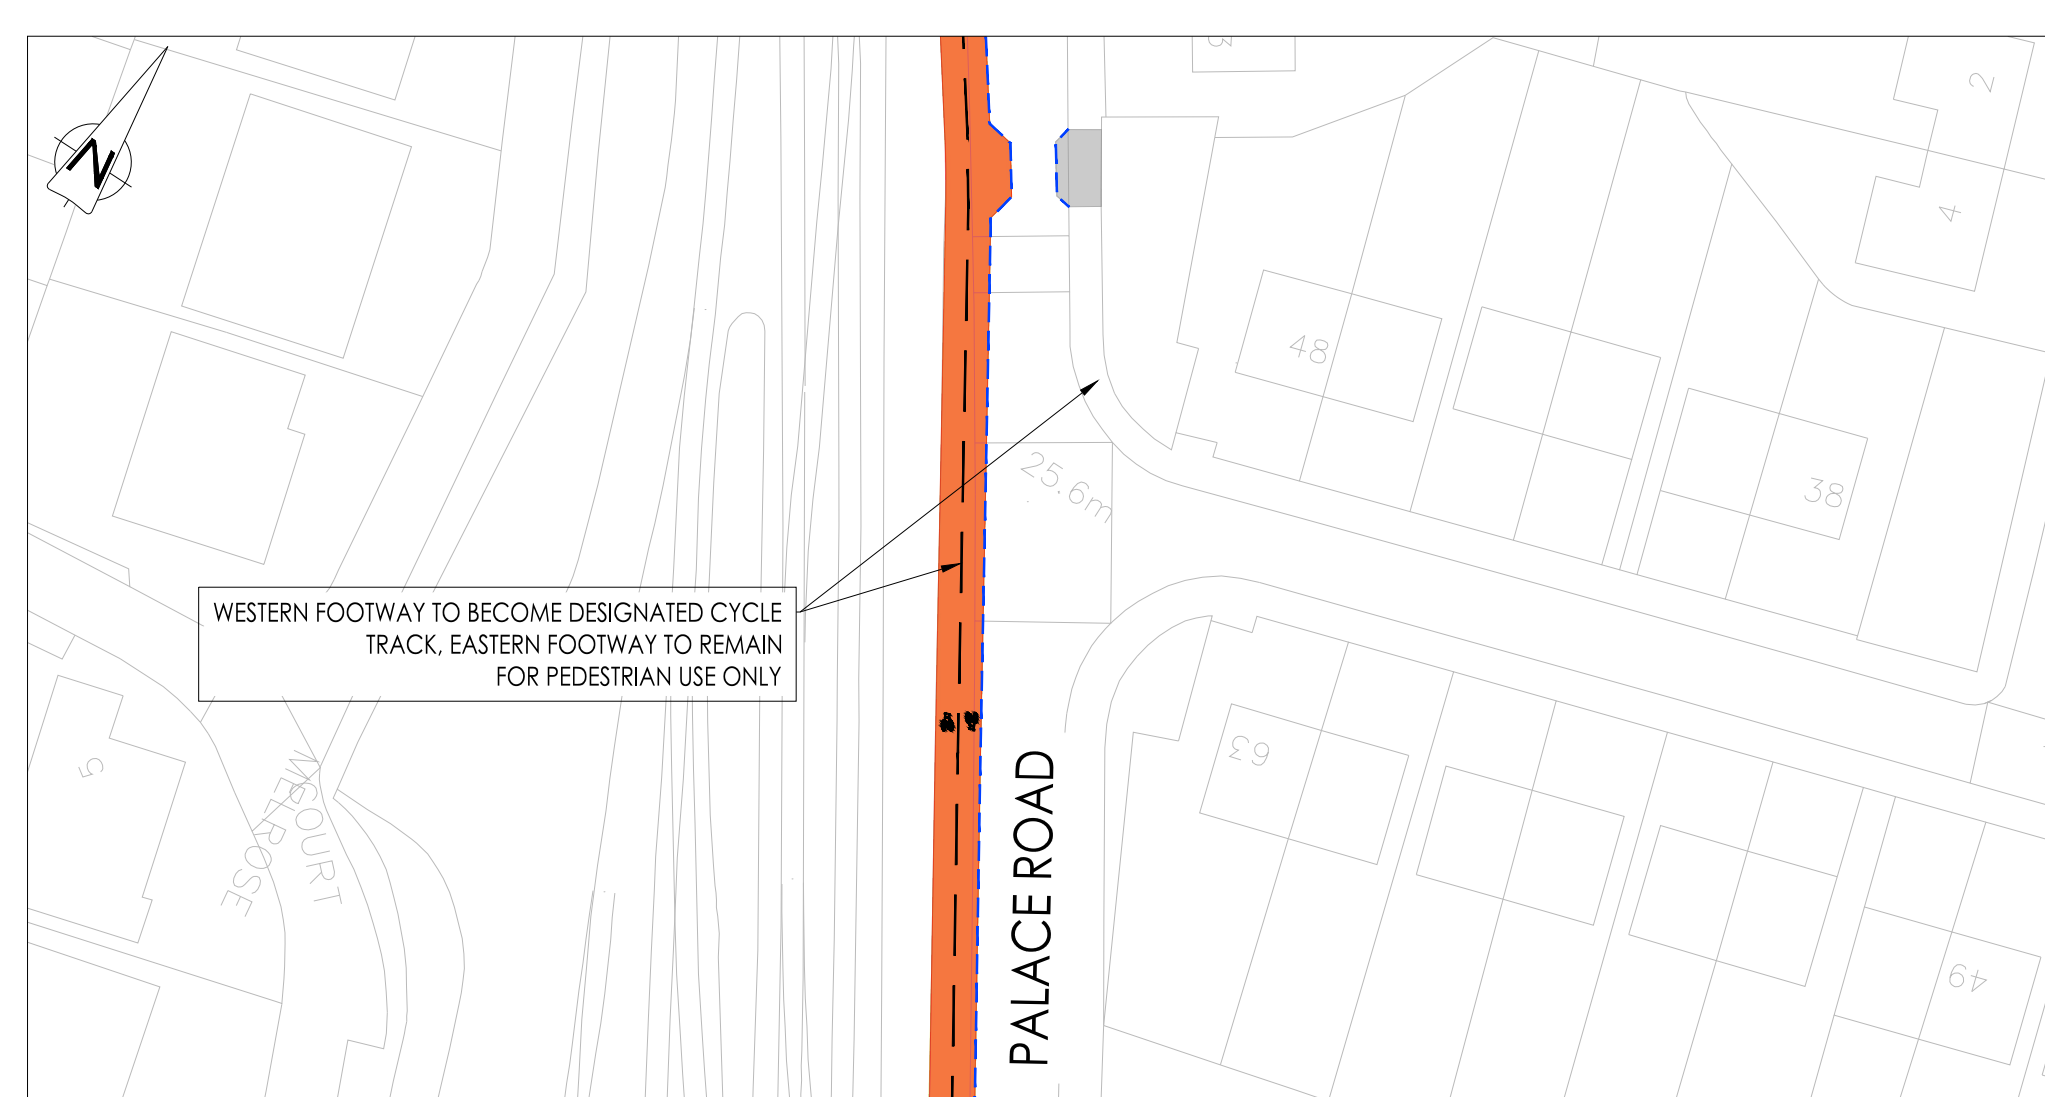 N
3
2
4
48
38
25.6m
WESTERN FOOTWAY TO BECOME DESIGNATED CYCLE
TRACK, EASTERN FOOTWAY TO REMAIN
FOR PEDESTRIAN USE ONLY
PALACE ROAD
63
5
MELROSE
COURT
49